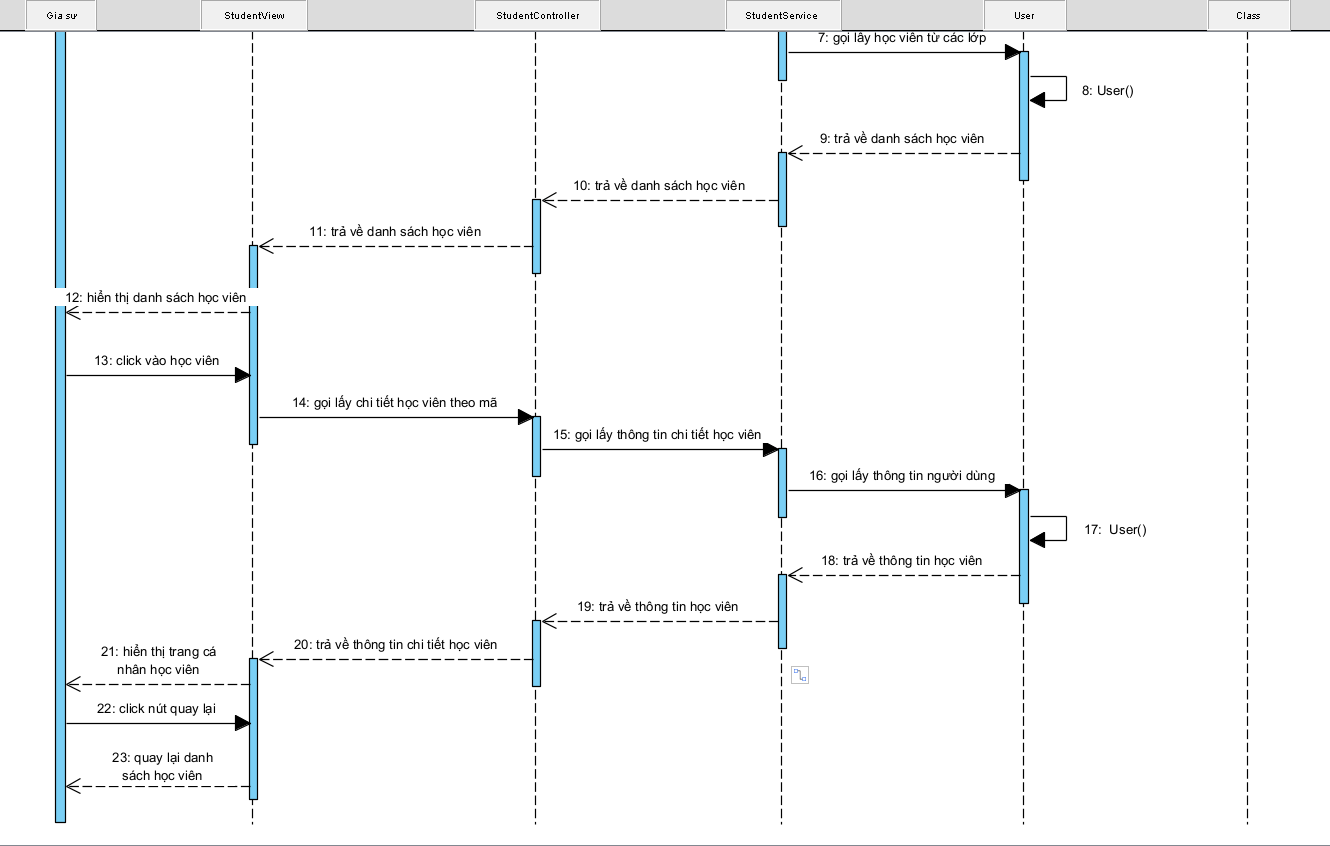 Gia sư
StudentView
StudentController
StudentService
User
Class
7: gọi lấy học viên từ các lớp
8: User()
9: trả về danh sách học viên
10: trả về danh sách học viên
11: trả về danh sách học viên
12: hiển thị danh sách học viên
13: click vào học viên
14: gọi lấy chi tiết học viên theo mã
15: gọi lấy thông tin chi tiết học viên
16: gọi lấy thông tin người dùng
17: User()
18: trả về thông tin học viên
19: trả về thông tin học viên
20: trả về thông tin chi tiết học viên
21: hiển thị trang cá
nhân học viên
22: click nút quay lại
23: quay lại danh
sách học viên